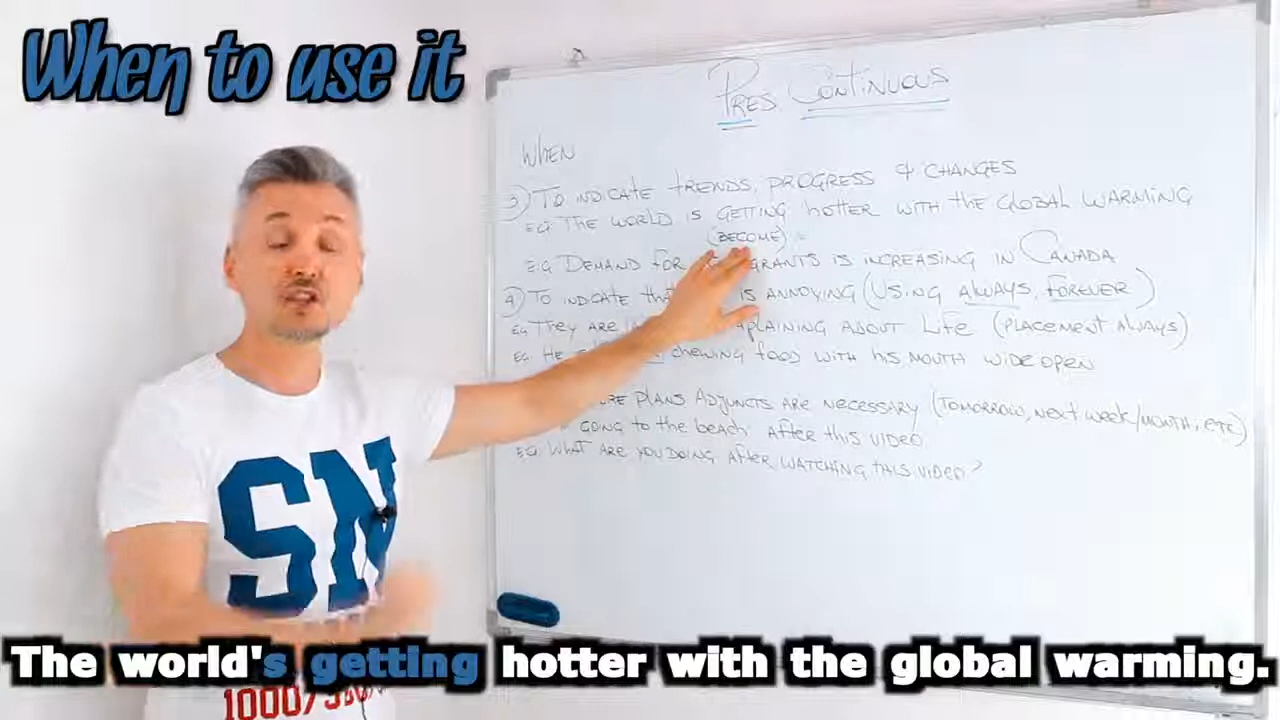 When to use it
PRES. CONTINUOUS
WHEN
3) TO INDICATE TRENDS, PROGRESS & CHANGES
EG THE WORLD IS GETTING HOTTER WITH THE GLOBAL WARMING
(BECOME) =
E.G DEMAND FOR GRANTS IS INCREASING IN CANADA
4) TO INDICATE THAT IS ANNOYING (USING ALWAYS, FOREVER)
EG THEY ARE PLAINING ABOUT LIFE (PLACEMENT ALWAYS)
EG. HE CHEWING FOOD WITH HIS MOUTH WIDE OPEN
PLANS ADJUNCTS ARE NECESSARY (TOMORROW, NEXT WEEK/MONTH, ETC)
GOING TO THE BEACH AFTER THIS VIDEO
EG. WHAT ARE YOU DOING AFTER WATCHING THIS VIDEO?
SN
The world's getting hotter with the global warming.